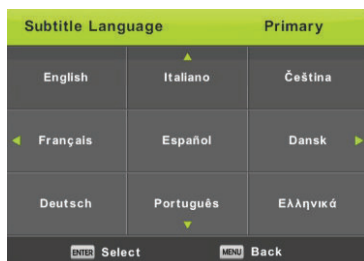 Subtitle Language Primary
English Italiano Čeština
Français Español Dansk
Deutsch Português Ελληνικά
ENTER Select MENU Back